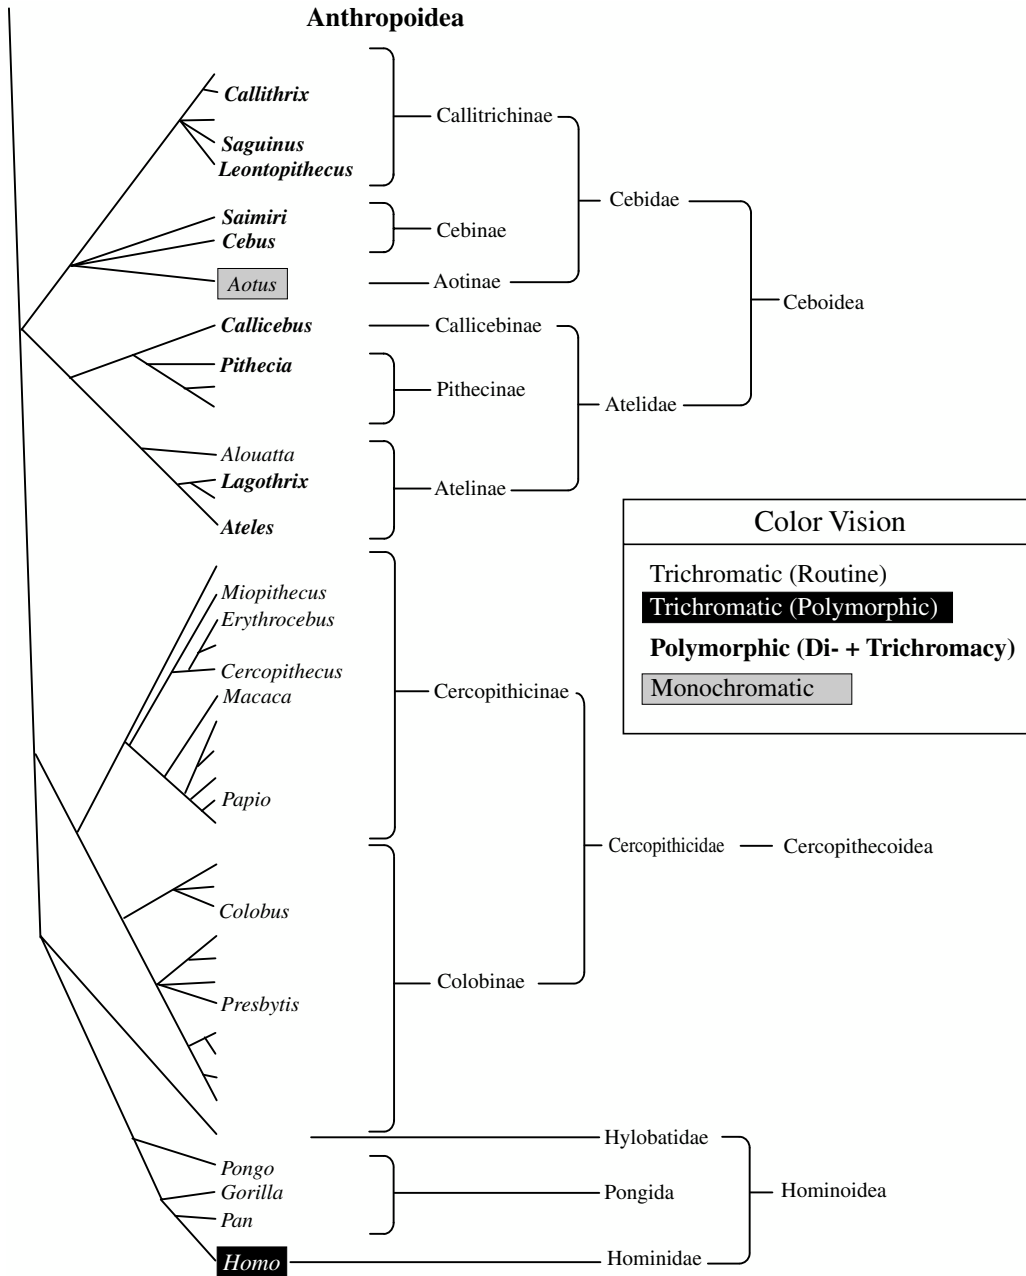 Anthropoidea
Callithrix
Callitrichinae
Saguinus
Leontopithecus
Cebidae
Saimiri
Cebus
Cebinae
Aotus
Aotinae
Ceboidea
Callicebus
Callicebinae
Pithecia
Pithecinae
Atelidae
Alouatta
Lagothrix
Atelinae
Ateles
Color Vision
Trichromatic (Routine)
Trichromatic (Polymorphic)
Polymorphic (Di- + Trichromacy)
Monochromatic
Miopithecus
Erythrocebus
Cercopithecus
Macaca
Cercopithicinae
Papio
Cercopithicidae
Cercopithecoidea
Colobus
Colobinae
Presbytis
Hylobatidae
Pongo
Gorilla
Pongida
Hominoidea
Pan
Homo
Hominidae